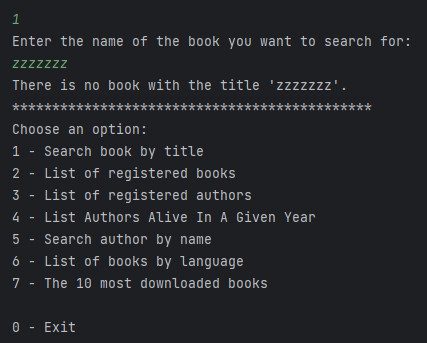 1
Enter the name of the book you want to search for:
zzzzzzz
There is no book with the title 'zzzzzzz'.
*********************************************
Choose an option:
1 - Search book by title
2 - List of registered books
3 - List of registered authors
4 - List Authors Alive In A Given Year
5 - Search author by name
6 - List of books by language
7 - The 10 most downloaded books
0 - Exit